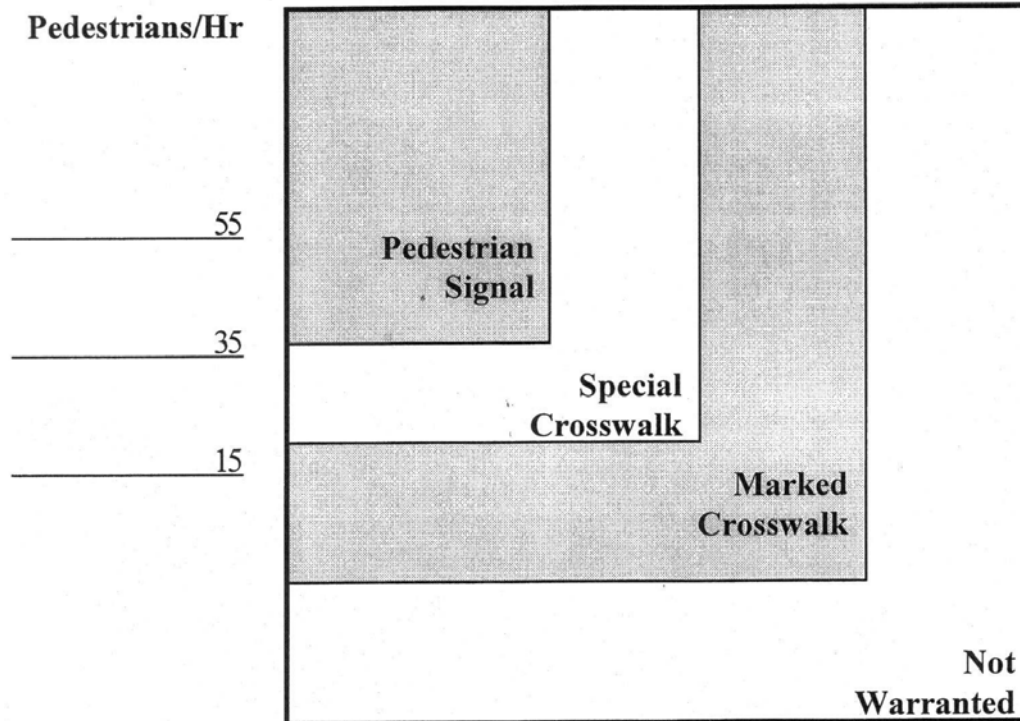 Pedestrians/Hr
55
Pedestrian
Signal
35
Special
Crosswalk
15
Marked
Crosswalk
Not
Warranted